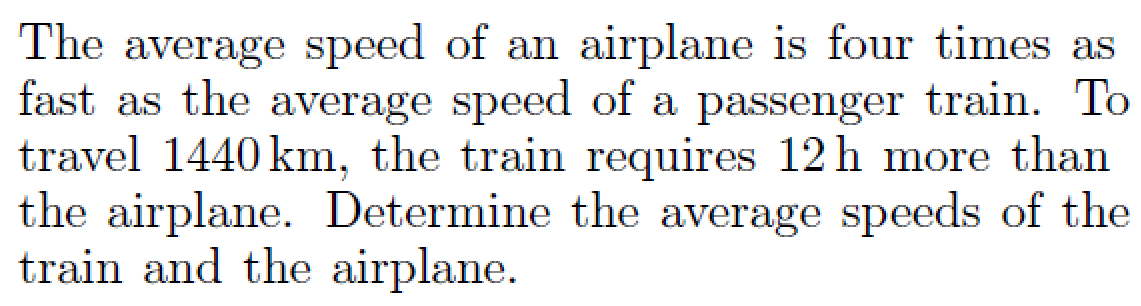 The average speed of an airplane is four times as
fast as the average speed of a passenger train. To
travel 1440 km, the train requires 12 h more than
the airplane. Determine the average speeds of the
train and the airplane.